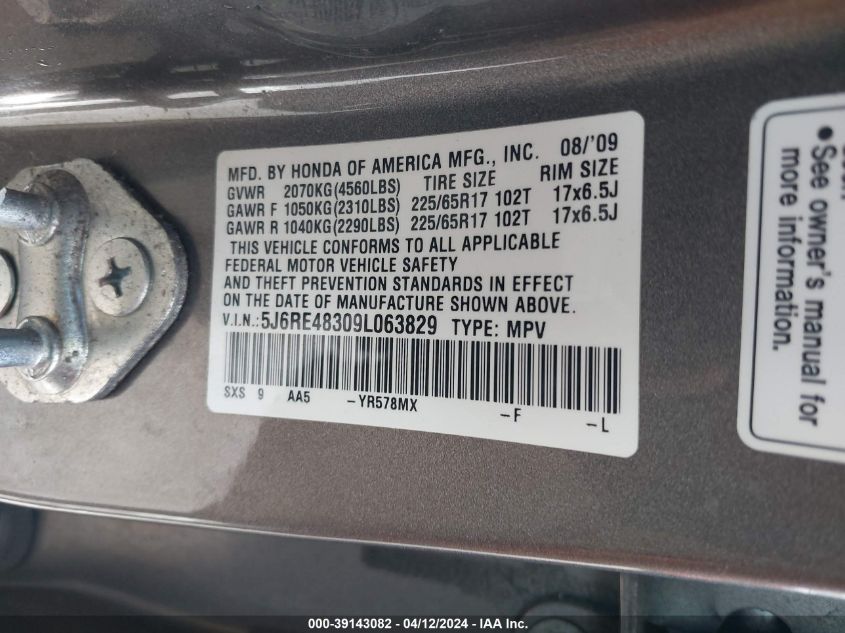 MFD. BY HONDA OF AMERICA MFG., INC. 08/'09
GVWR 2070KG(4560LBS) TIRE SIZE RIM SIZE
GAWR F 1050KG(2310LBS) 225/65R17 102T 17x6.5J
GAWR R 1040KG(2290LBS) 225/65R17 102T 17x6.5J
THIS VEHICLE CONFORMS TO ALL APPLICABLE
FEDERAL MOTOR VEHICLE SAFETY
AND THEFT PREVENTION STANDARDS IN EFFECT
ON THE DATE OF MANUFACTURE SHOWN ABOVE.
V.I.N.:5J6RE48309L063829 TYPE: MPV
SXS 9 AA5 -YR578MX -F -L
• See owner's manual for
more information.
000-39143082 - 04/12/2024 - IAA Inc.